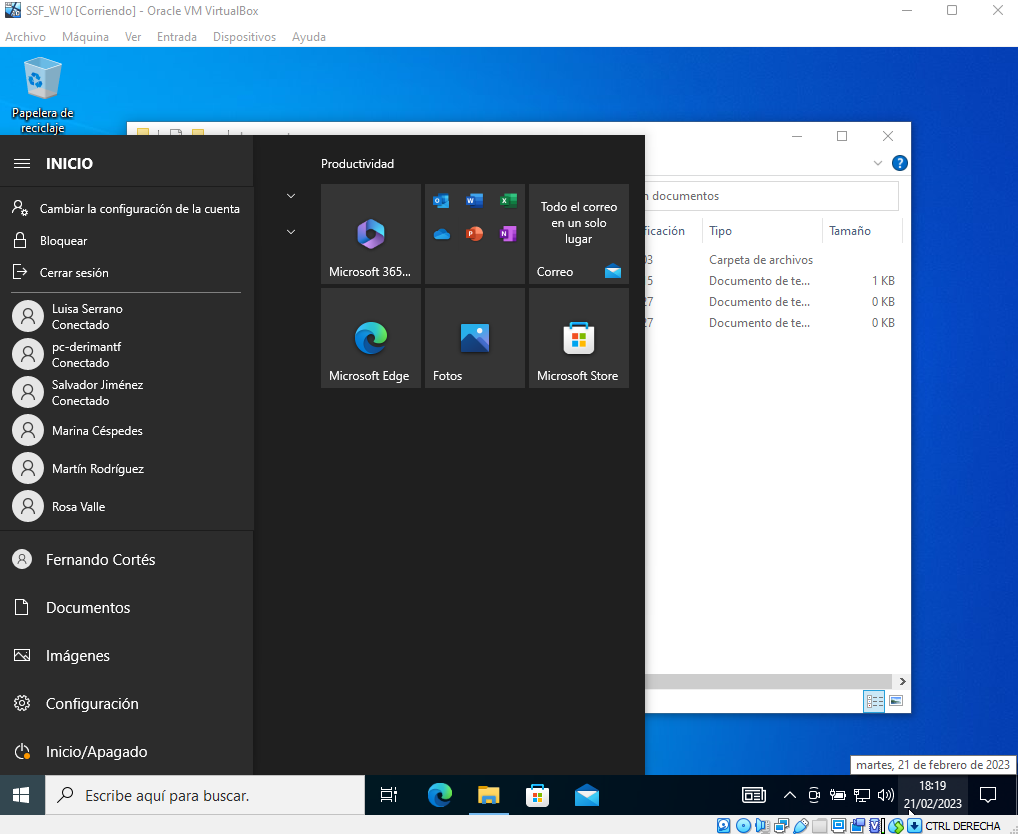 SSF_W10 [Corriendo] - Oracle VM VirtualBox
Archivo Máquina Ver Entrada Dispositivos Ayuda
Papelera de
reciclaje
INICIO
Cambiar la configuración de la cuenta
Bloquear
Cerrar sesión
Luisa Serrano
Conectado
pc-derimantf
Conectado
Salvador Jiménez
Conectado
Marina Céspedes
Martín Rodríguez
Rosa Valle
Fernando Cortés
Documentos
Imágenes
Configuración
Inicio/Apagado
Productividad
Microsoft 365...
Todo el correo
en un solo
lugar
Correo
Microsoft Edge
Fotos
Microsoft Store
n documentos
ficación Tipo Tamaño
03 Carpeta de archivos
5 Documento de te... 1 KB
27 Documento de te... 0 KB
27 Documento de te... 0 KB
martes, 21 de febrero de 2023
Escribe aquí para buscar.
18:19
21/02/2023
CTRL DERECHA